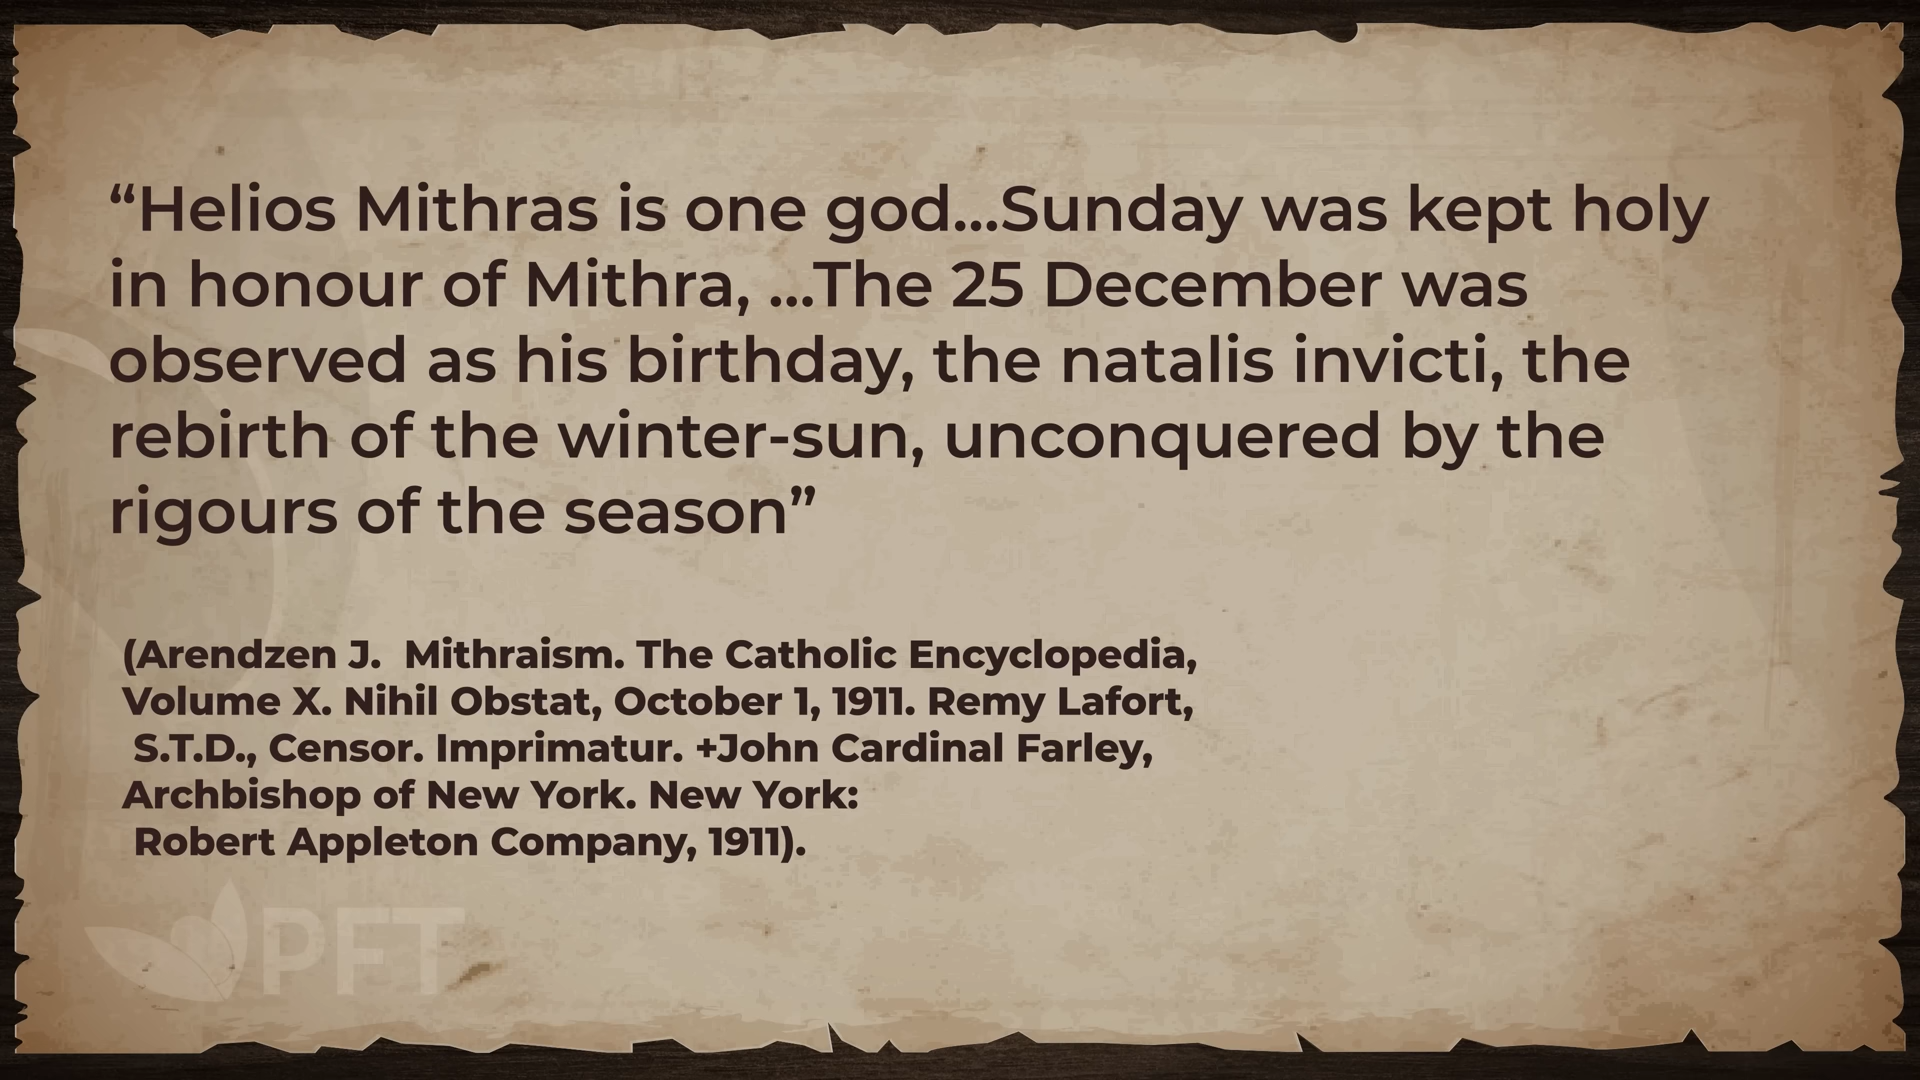 “Helios Mithras is one god...Sunday was kept holy
in honour of Mithra, ...The 25 December was
observed as his birthday, the natalis invicti, the
rebirth of the winter-sun, unconquered by the
rigours of the season”
(Arendzen J.  Mithraism. The Catholic Encyclopedia,
Volume X. Nihil Obstat, October 1, 1911. Remy Lafort,
S.T.D., Censor. Imprimatur. +John Cardinal Farley,
Archbishop of New York. New York:
Robert Appleton Company, 1911).
PFT